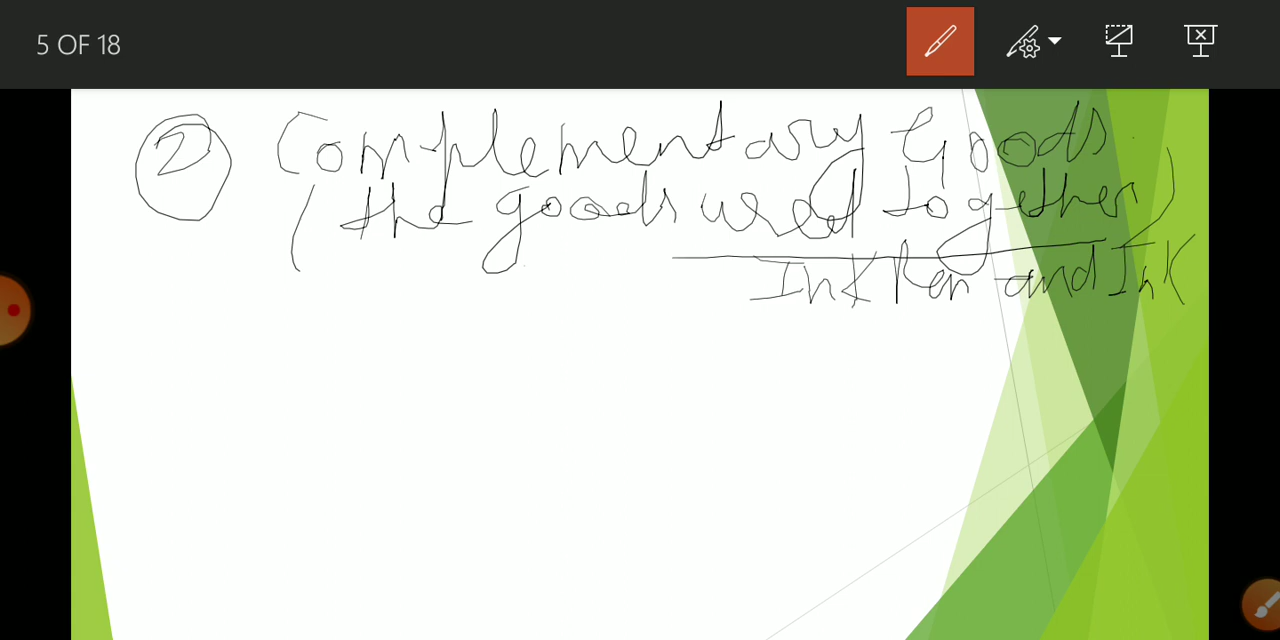 5 OF 18
② Complementary Goods
(the goods used together)
Ink Pen and Ink